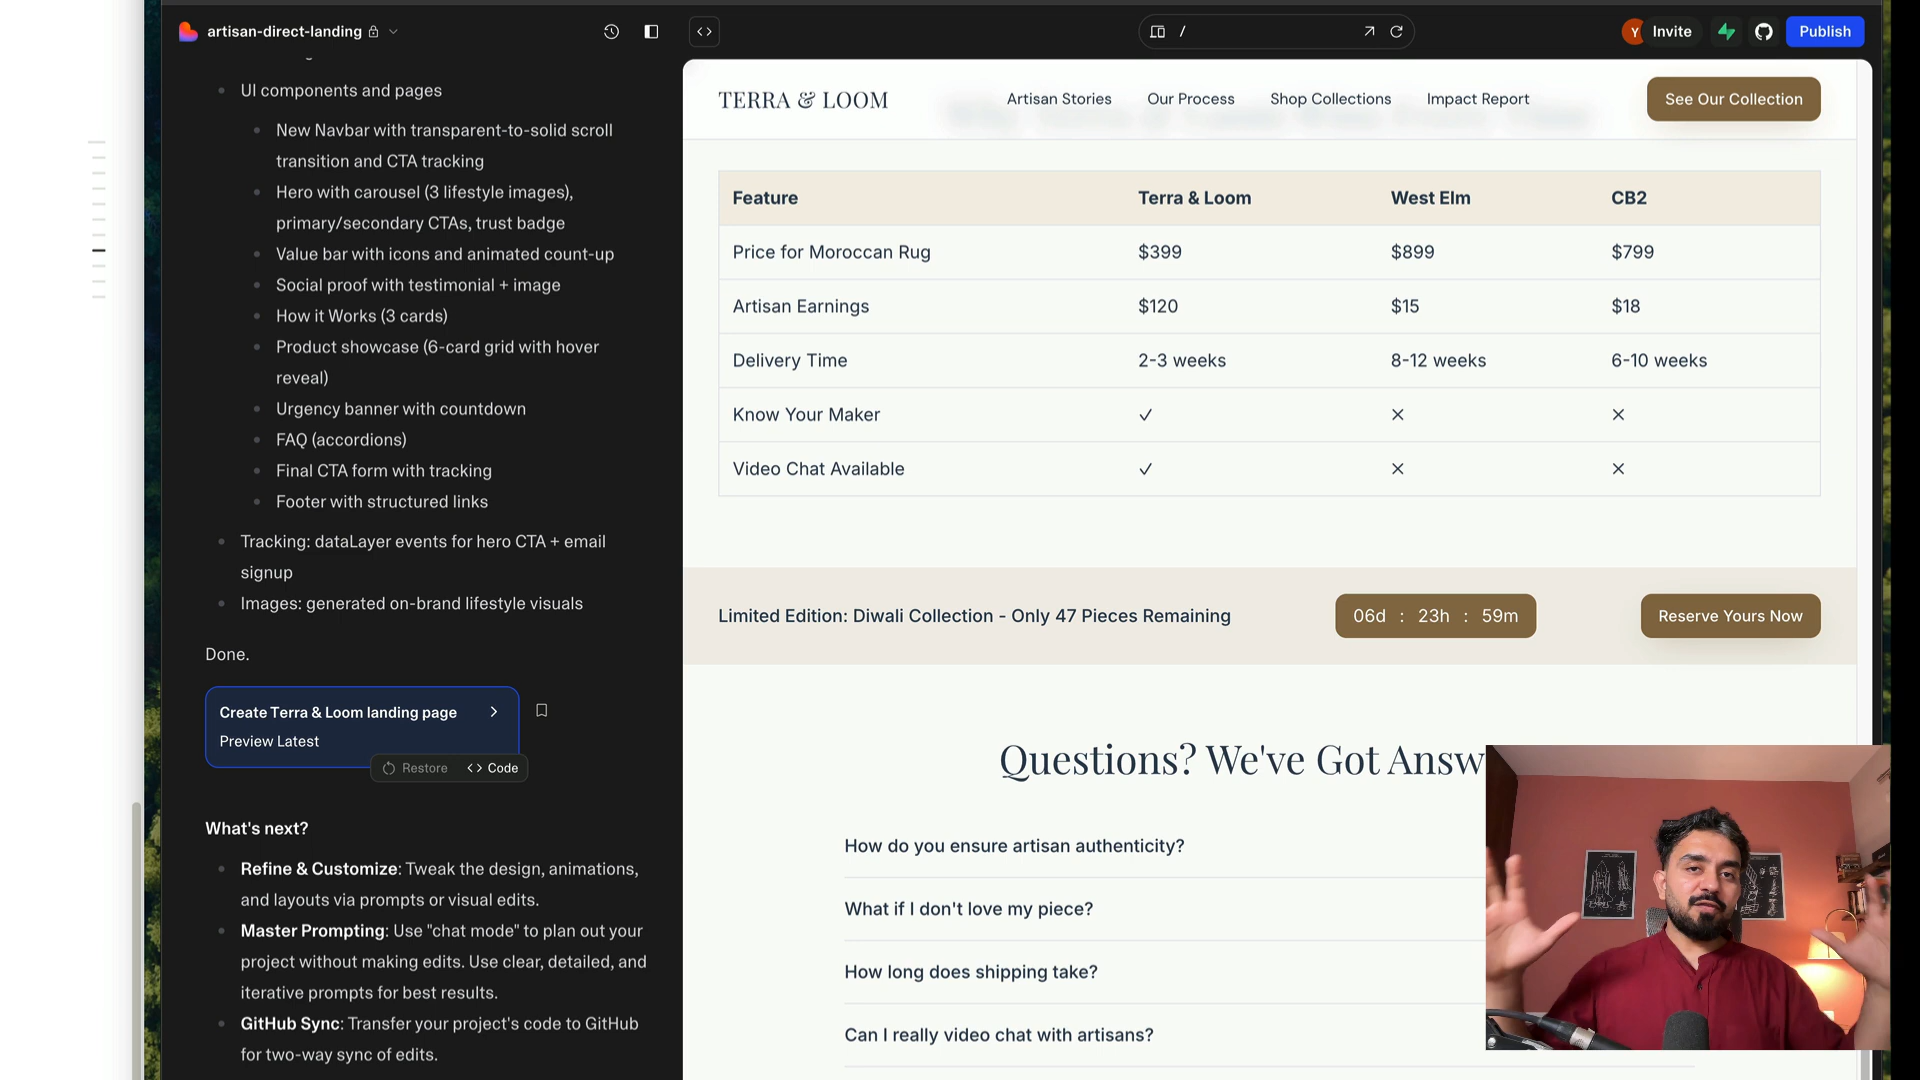 artisan-direct-landing
/
Y
Invite
Publish
UI components and pages
New Navbar with transparent-to-solid scroll
transition and CTA tracking
Hero with carousel (3 lifestyle images),
primary/secondary CTAs, trust badge
Value bar with icons and animated count-up
Social proof with testimonial + image
How it Works (3 cards)
Product showcase (6-card grid with hover
reveal)
Urgency banner with countdown
FAQ (accordions)
Final CTA form with tracking
Footer with structured links
Tracking: dataLayer events for hero CTA + email
signup
Images: generated on-brand lifestyle visuals
Done.
Create Terra & Loom landing page
Preview Latest
Restore
Code
What's next?
Refine & Customize: Tweak the design, animations,
and layouts via prompts or visual edits.
Master Prompting: Use "chat mode" to plan out your
project without making edits. Use clear, detailed, and
iterative prompts for best results.
GitHub Sync: Transfer your project's code to GitHub
for two-way sync of edits.
TERRA & LOOM
Artisan Stories
Our Process
Shop Collections
Impact Report
See Our Collection
Feature Terra & Loom West Elm CB2
Price for Moroccan Rug $399 $899 $799
Artisan Earnings $120 $15 $18
Delivery Time 2-3 weeks 8-12 weeks 6-10 weeks
Know Your Maker ✓ ✕ ✕
Video Chat Available ✓ ✕ ✕
Limited Edition: Diwali Collection - Only 47 Pieces Remaining
06d : 23h : 59m
Reserve Yours Now
Questions? We've Got Answ
How do you ensure artisan authenticity?
What if I don't love my piece?
How long does shipping take?
Can I really video chat with artisans?